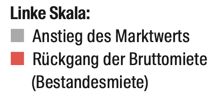 Linke Skala:
Anstieg des Marktwerts
Rückgang der Bruttomiete
(Bestandesmiete)